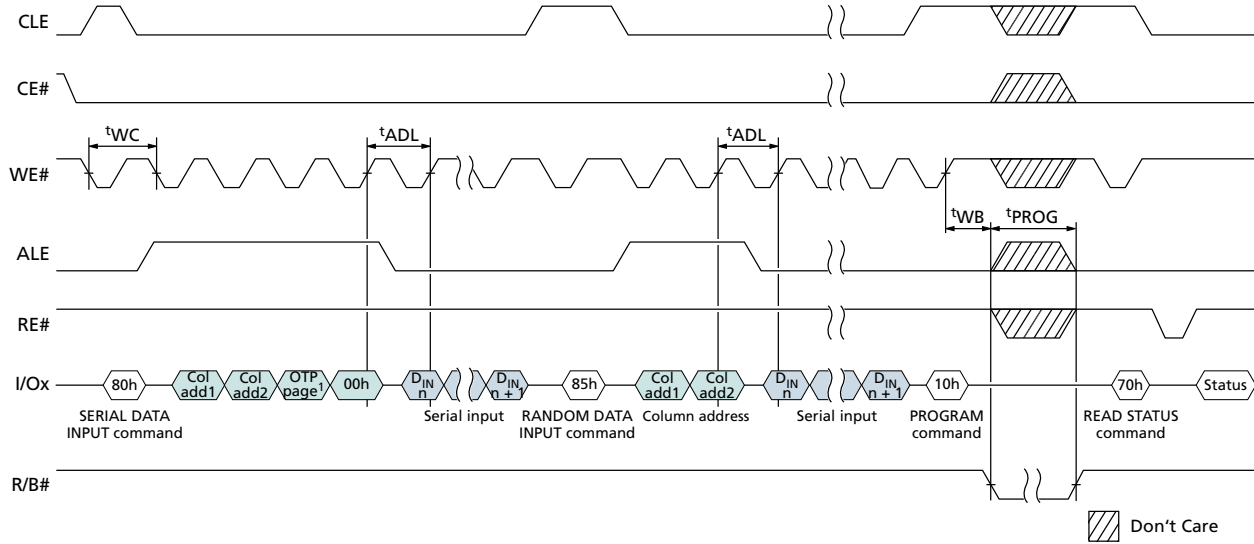 CLE
CE#
tWC
tADL
tADL
WE#
tWB
tPROG
ALE
RE#
I/Ox
80h
Col
add1
Col
add2
OTP
page1
00h
DIN
n
DIN
n + 1
85h
Col
add1
Col
add2
DIN
n
DIN
n + 1
10h
70h
Status
SERIAL DATA
INPUT command
Serial input
RANDOM DATA
INPUT command
Column address
Serial input
PROGRAM
command
READ STATUS
command
R/B#
Don't Care